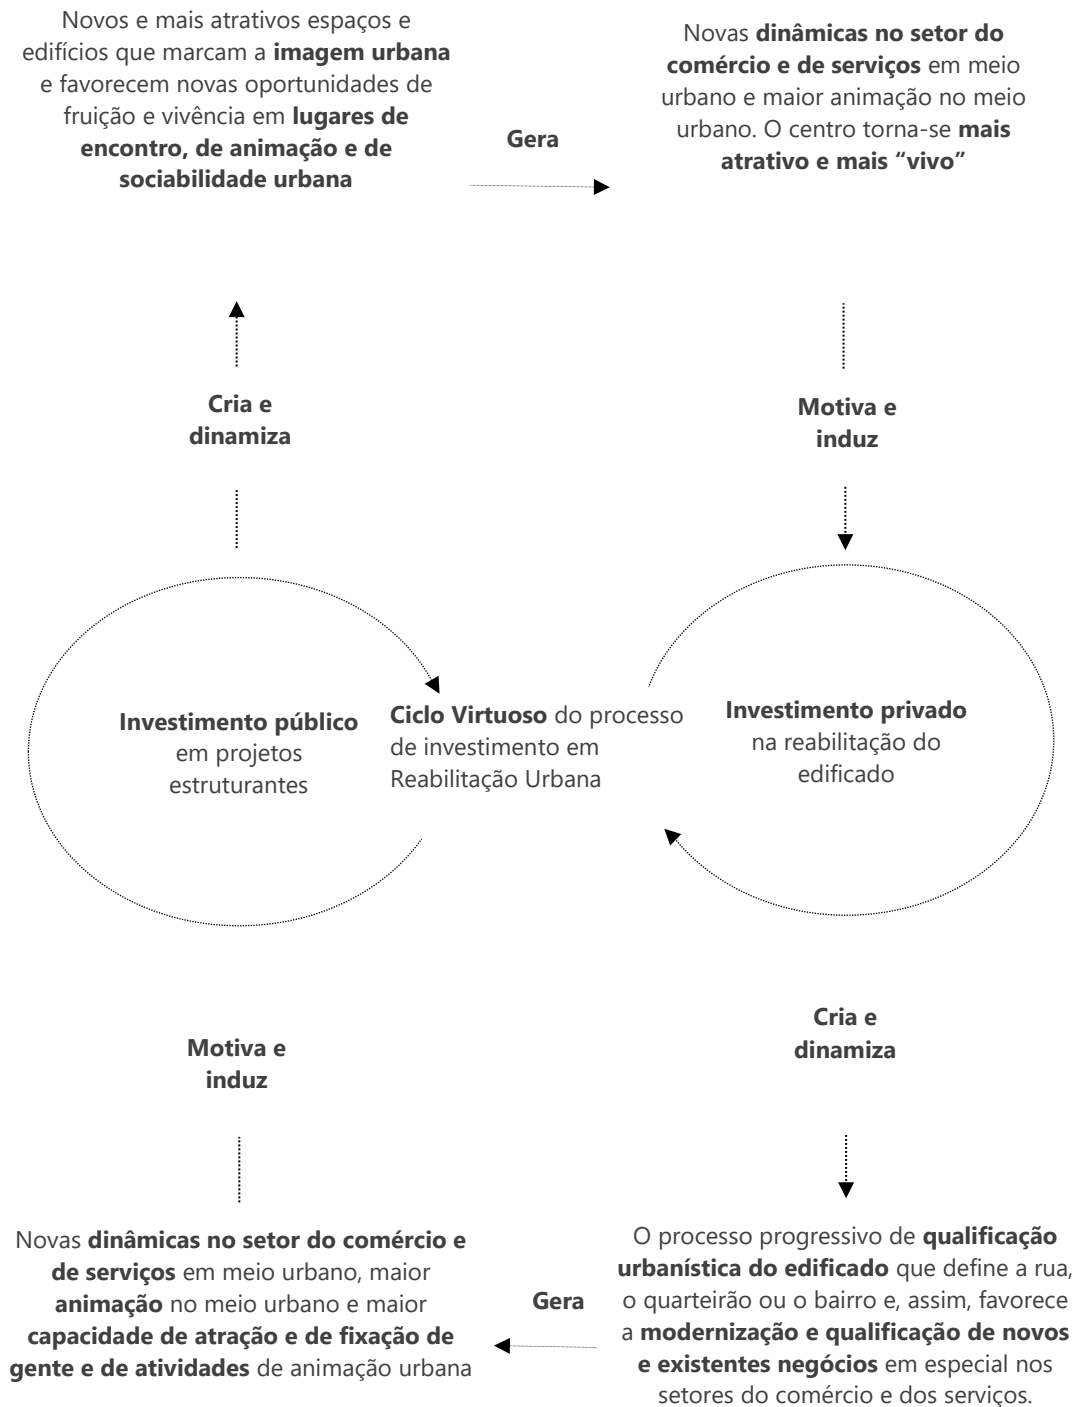 Novos e mais atrativos espaços e
edifícios que marcam a imagem urbana
e favorecem novas oportunidades de
fruição e vivência em lugares de
encontro, de animação e de
sociabilidade urbana
Gera
Novas dinâmicas no setor do
comércio e de serviços em meio
urbano e maior animação no meio
urbano. O centro torna-se mais
atrativo e mais “vivo”
Cria e
dinamiza
Motiva e
induz
Investimento público
em projetos
estruturantes
Ciclo Virtuoso do processo
de investimento em
Reabilitação Urbana
Investimento privado
na reabilitação do
edificado
Motiva e
induz
Cria e
dinamiza
Novas dinâmicas no setor do comércio e
de serviços em meio urbano, maior
animação no meio urbano e maior
capacidade de atração e de fixação de
gente e de atividades de animação urbana
Gera
O processo progressivo de qualificação
urbanística do edificado que define a rua,
o quarteirão ou o bairro e, assim, favorece
a modernização e qualificação de novos
e existentes negócios em especial nos
setores do comércio e dos serviços.